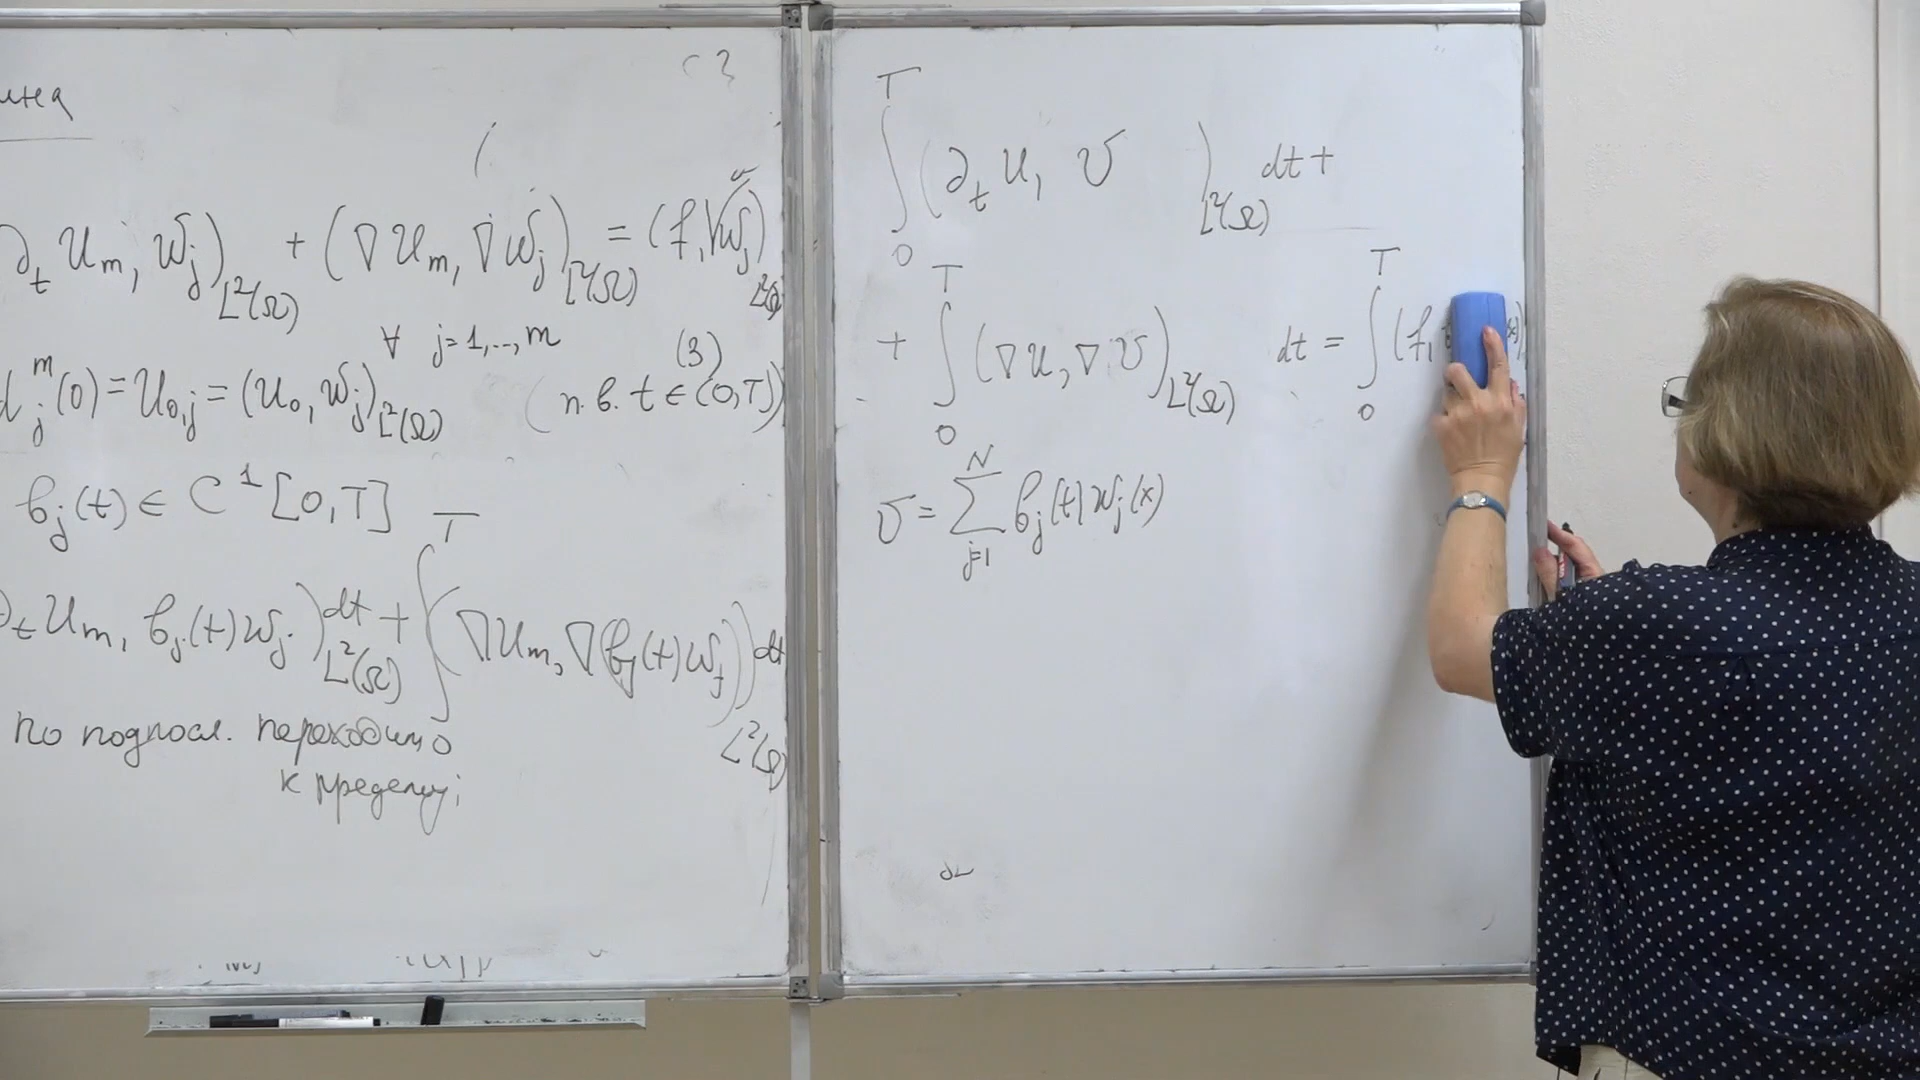 ∂_t u_m, w_j)_{L²(Ω)} + (∇u_m, ∇w_j)_{L²(Ω)} = (f, w_j)_{L²(Ω)}
∀ j=1,..,m
(3)
d_j^m(0) = u_{0,j} = (u_0, w_j)_{L²(Ω)} (п.в. t ∈ (0,T))
b_j(t) ∈ C¹[0,T]
∂_t u_m, b_j(t) w_j)_{L²(Ω)} dt + ∫_0^T (∇u_m, ∇(b_j(t) w_j))_{L²(Ω)} dt
по подпосл. переходим
к пределу;
∫_0^T (∂_t u, v)_{L²(Ω)} dt +
+ ∫_0^T (∇u, ∇v)_{L²(Ω)} dt = ∫_0^T (f,
v = ∑_{j=1}^N b_j(t) w_j(x)